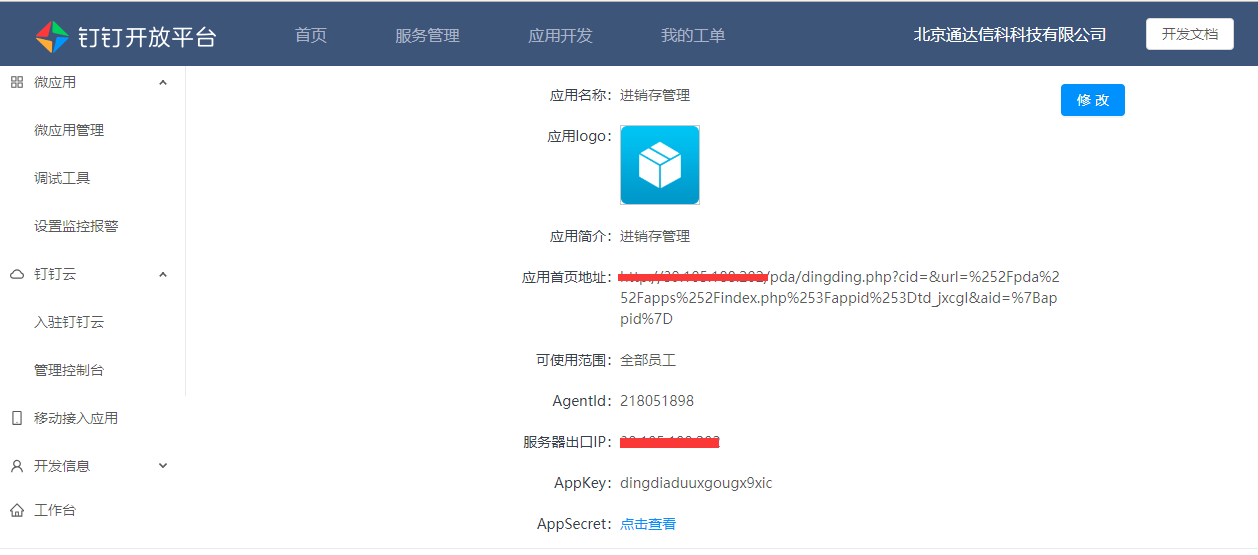 钉钉开放平台 首页 服务管理 应用开发 我的工单 北京通达信科科技有限公司 开发文档
微应用
微应用管理
调试工具
设置监控报警
钉钉云
入驻钉钉云
管理控制台
移动接入应用
开发信息
工作台
应用名称: 进销存管理
修 改
应用logo:
应用简介: 进销存管理
应用首页地址: /pda/dingding.php?cid=&url=%252Fpda%2
52Fapps%252Findex.php%253Fappid%253Dtd_jxcgl&aid=%7Bap
pid%7D
可使用范围: 全部员工
AgentId: 218051898
服务器出口IP:
AppKey: dingdiaduuxgougx9xic
AppSecret: 点击查看